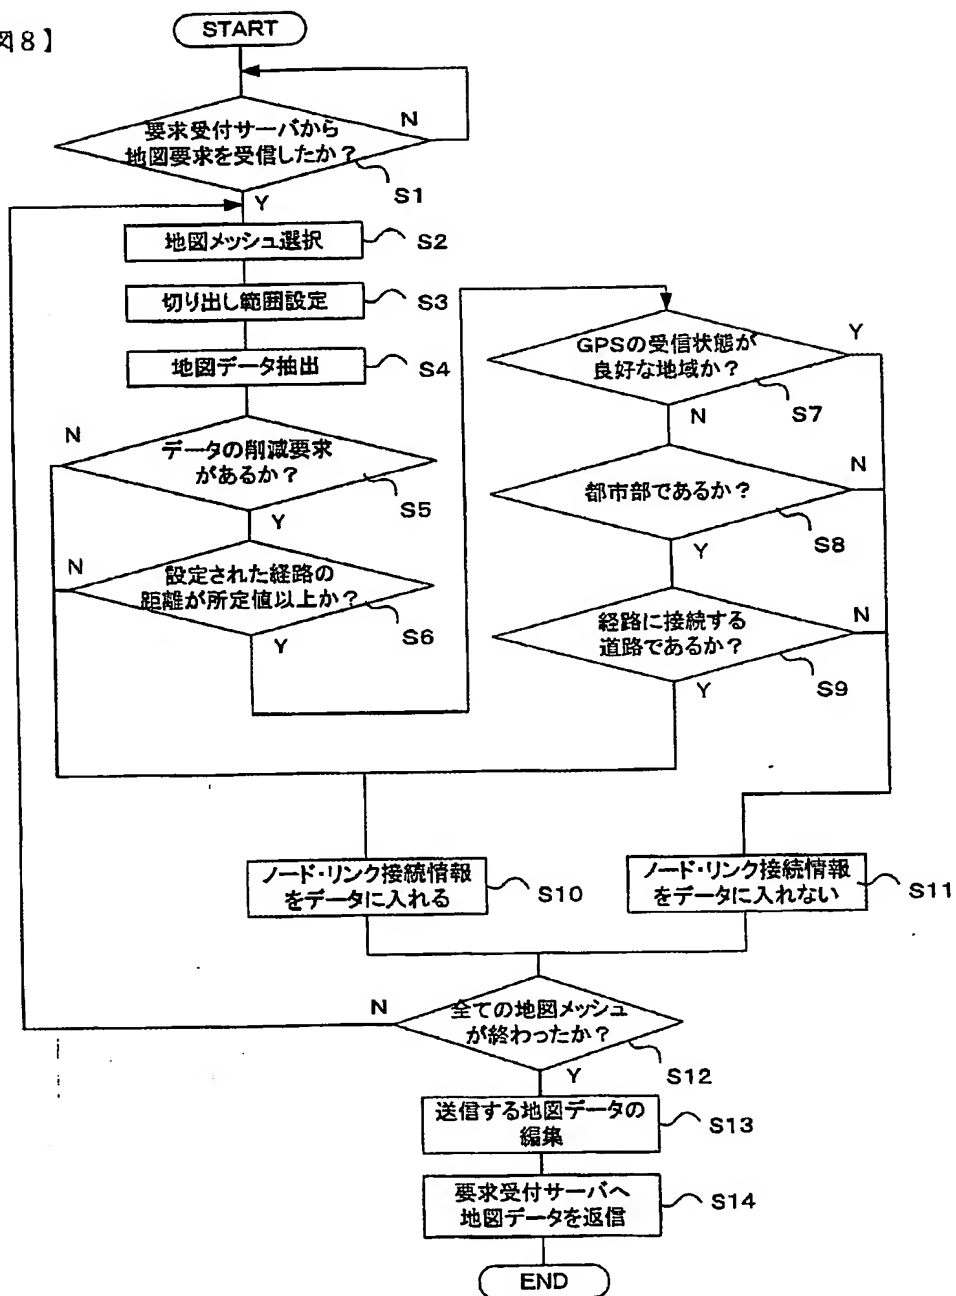 図8】
START
要求受付サーバから
地図要求を受信したか?
N
S1
Y
地図メッシュ選択
S2
切り出し範囲設定
S3
地図データ抽出
S4
データの削減要求
があるか?
N
S5
Y
設定された経路の
距離が所定値以上か?
N
S6
Y
GPSの受信状態が
良好な地域か?
Y
S7
N
都市部であるか?
N
S8
Y
経路に接続する
道路であるか?
N
S9
Y
ノード・リンク接続情報
をデータに入れる
S10
ノード・リンク接続情報
をデータに入れない
S11
全ての地図メッシュ
が終わったか?
N
S12
Y
送信する地図データの
編集
S13
要求受付サーバへ
地図データを返信
S14
END